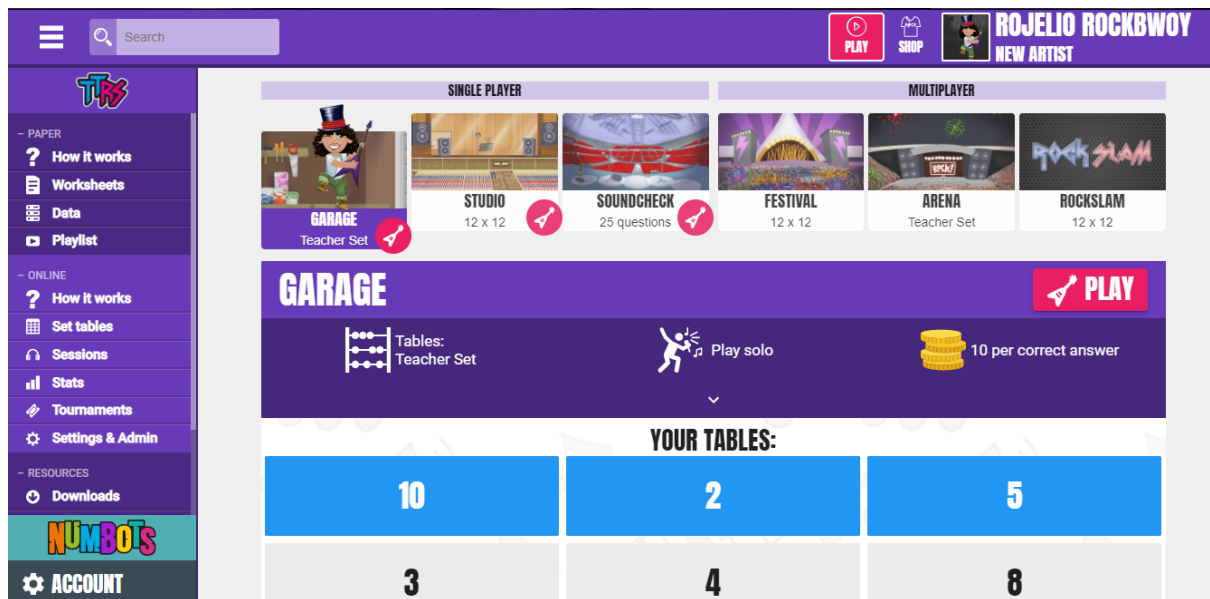 Search
PLAY
SHOP
ROJELIO ROCKBWOY
NEW ARTIST
TTRS
– PAPER
? How it works
Worksheets
Data
Playlist
– ONLINE
? How it works
Set tables
Sessions
Stats
Tournaments
Settings & Admin
– RESOURCES
Downloads
NUMBOTS
ACCOUNT
SINGLE PLAYER
MULTIPLAYER
GARAGE
Teacher Set
STUDIO
12 x 12
SOUNDCHECK
25 questions
FESTIVAL
12 x 12
ROCK!
ARENA
Teacher Set
ROCK SLAM
ROCKSLAM
12 x 12
GARAGE
PLAY
Tables:
Teacher Set
Play solo
10 per correct answer
YOUR TABLES:
10 2 5
3 4 8